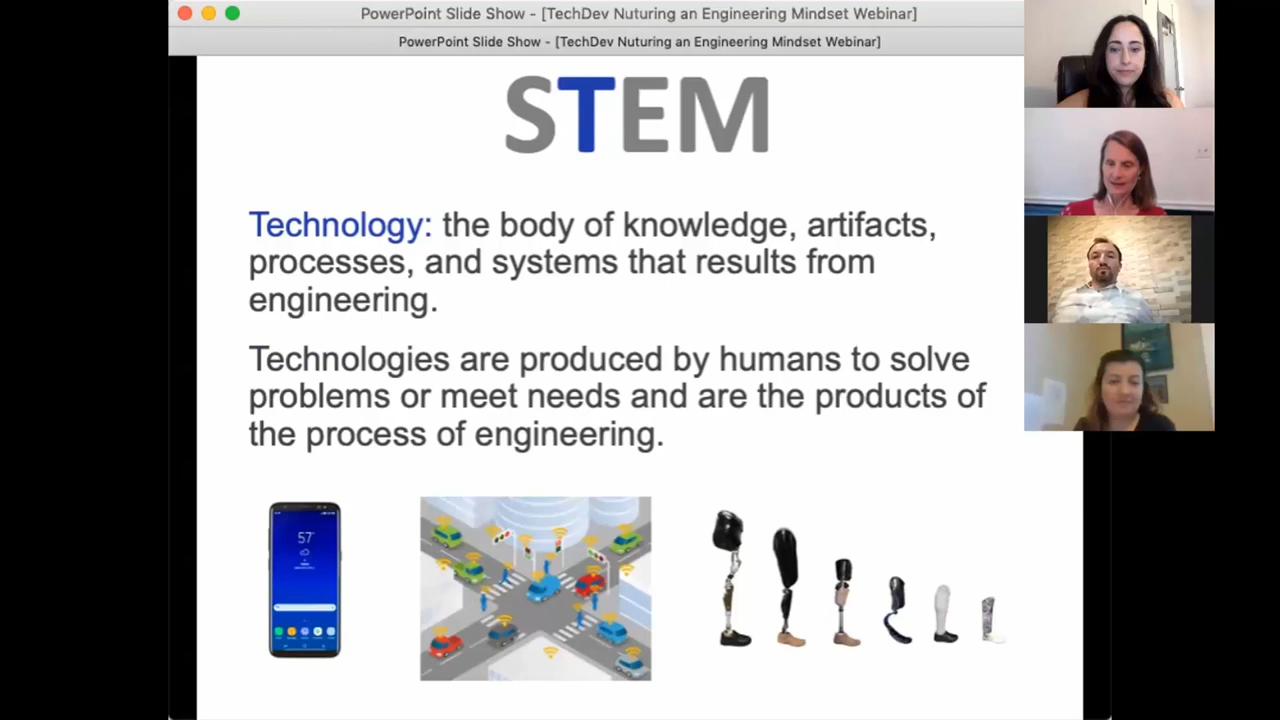 PowerPoint Slide Show - [TechDev Nuturing an Engineering Mindset Webinar]
PowerPoint Slide Show - [TechDev Nuturing an Engineering Mindset Webinar]
STEM
Technology: the body of knowledge, artifacts,
processes, and systems that results from
engineering.
Technologies are produced by humans to solve
problems or meet needs and are the products of
the process of engineering.
57°